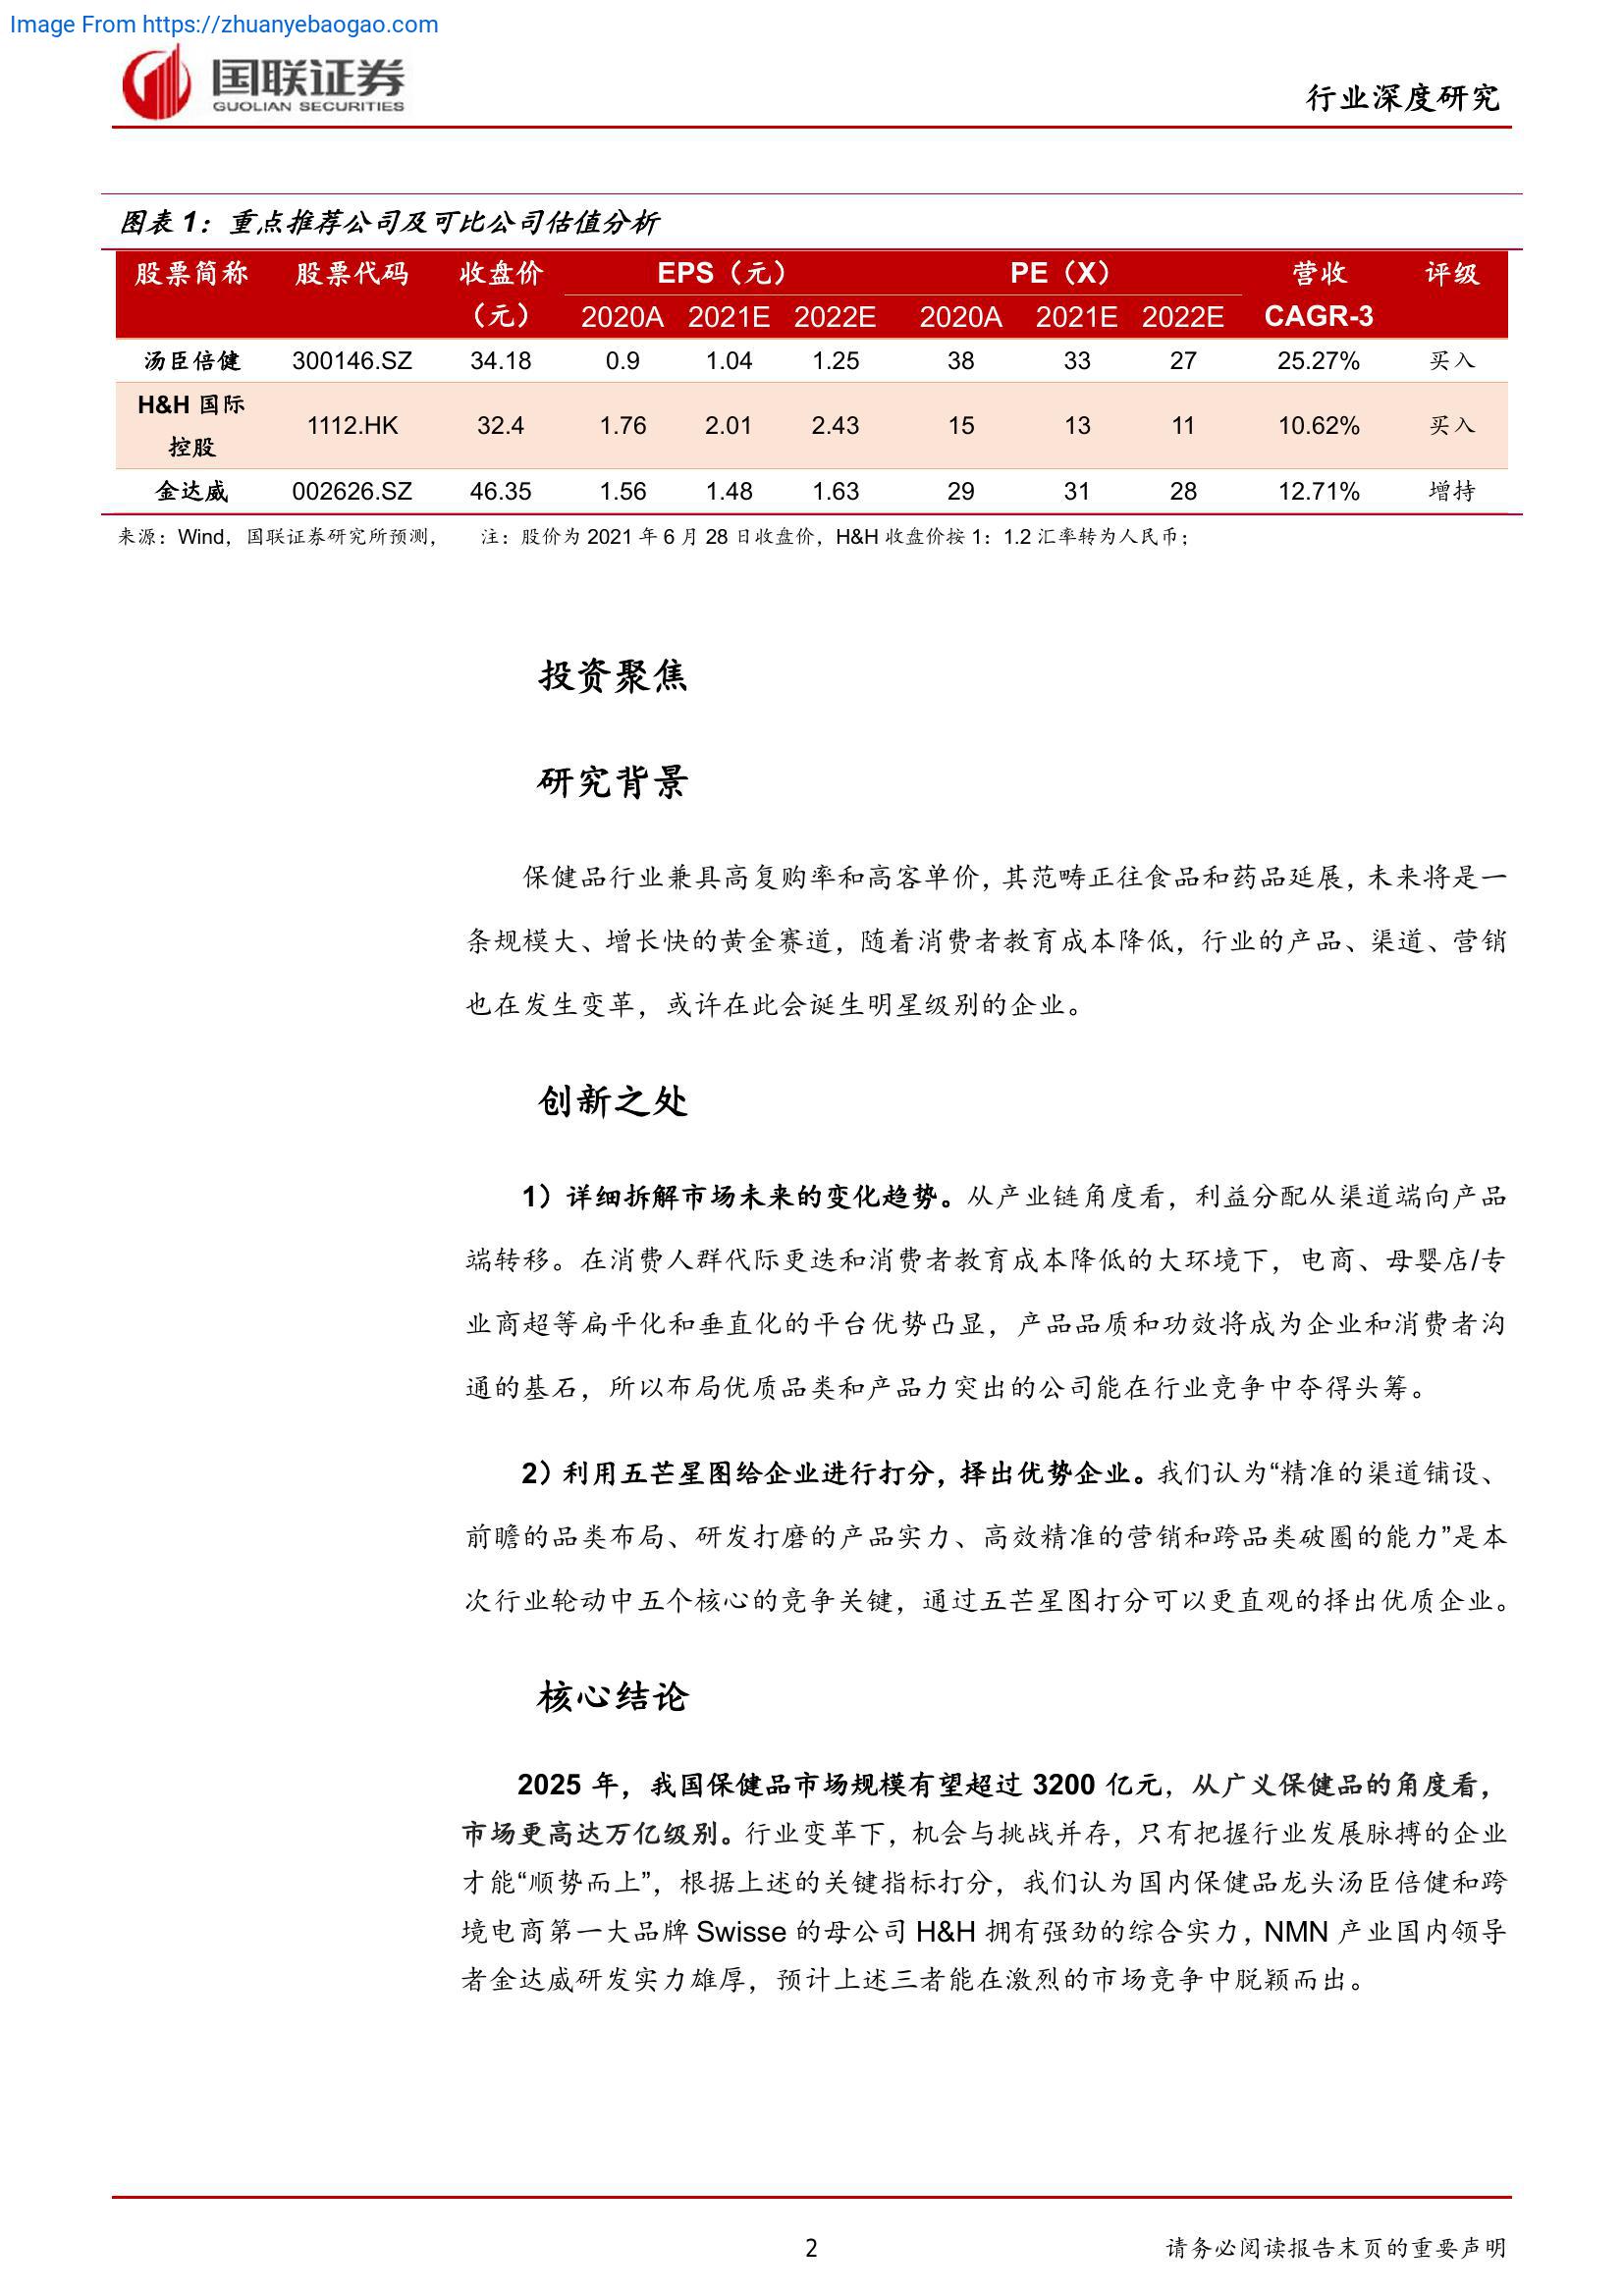 Image From https://zhuanyebaogao.com
国联证券
GUOLIAN SECURITIES
行业深度研究
图表 1：重点推荐公司及可比公司估值分析
股票简称 股票代码 收盘价 EPS（元） PE（X） 营收 评级
（元） 2020A 2021E 2022E 2020A 2021E 2022E CAGR-3
汤臣倍健 300146.SZ 34.18 0.9 1.04 1.25 38 33 27 25.27% 买入
H&H 国际
控股 1112.HK 32.4 1.76 2.01 2.43 15 13 11 10.62% 买入
金达威 002626.SZ 46.35 1.56 1.48 1.63 29 31 28 12.71% 增持
来源：Wind，国联证券研究所预测， 注：股价为 2021 年 6 月 28 日收盘价，H&H 收盘价按 1：1.2 汇率转为人民币；
投资聚焦
研究背景
保健品行业兼具高复购率和高客单价，其范畴正往食品和药品延展，未来将是一
条规模大、增长快的黄金赛道，随着消费者教育成本降低，行业的产品、渠道、营销
也在发生变革，或许在此会诞生明星级别的企业。
创新之处
1）详细拆解市场未来的变化趋势。从产业链角度看，利益分配从渠道端向产品
端转移。在消费人群代际更迭和消费者教育成本降低的大环境下，电商、母婴店/专
业商超等扁平化和垂直化的平台优势凸显，产品品质和功效将成为企业和消费者沟
通的基石，所以布局优质品类和产品力突出的公司能在行业竞争中夺得头筹。
2）利用五芒星图给企业进行打分，择出优势企业。我们认为“精准的渠道铺设、
前瞻的品类布局、研发打磨的产品实力、高效精准的营销和跨品类破圈的能力”是本
次行业轮动中五个核心的竞争关键，通过五芒星图打分可以更直观的择出优质企业。
核心结论
2025 年，我国保健品市场规模有望超过 3200 亿元，从广义保健品的角度看，
市场更高达万亿级别。行业变革下，机会与挑战并存，只有把握行业发展脉搏的企业
才能“顺势而上”，根据上述的关键指标打分，我们认为国内保健品龙头汤臣倍健和跨
境电商第一大品牌 Swisse 的母公司 H&H 拥有强劲的综合实力，NMN 产业国内领导
者金达威研发实力雄厚，预计上述三者能在激烈的市场竞争中脱颖而出。
2
请务必阅读报告末页的重要声明